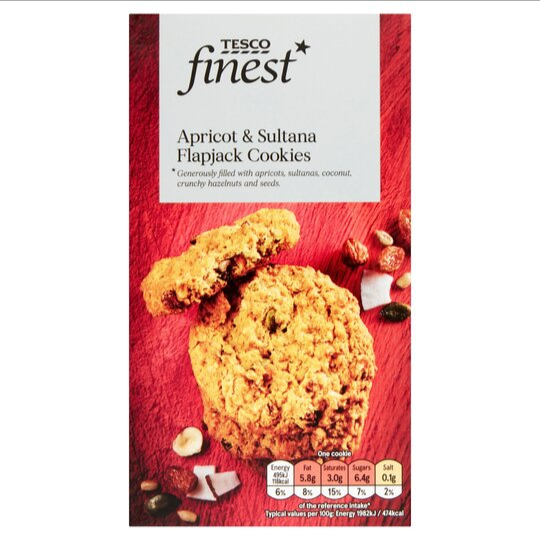 TESCO
finest*
Apricot & Sultana
Flapjack Cookies
*Generously filled with apricots, sultanas, coconut,
crunchy hazelnuts and seeds.
One cookie
Energy Fat Saturates Sugars Salt
495kJ 5.8g 3.0g 6.4g 0.1g
118kcal
6% 8% 15% 7% 2%
of the reference intake*
Typical values per 100g: Energy 1982kJ / 474kcal